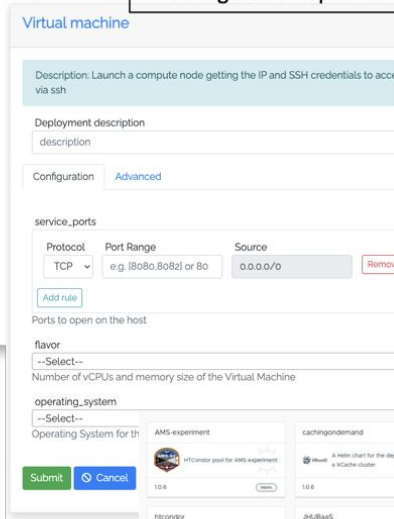 Virtual machine
Description: Launch a compute node getting the IP and SSH credentials to
via ssh
Deployment description
description
Configuration Advanced
service_ports
Protocol Port Range Source
TCP e.g. [8080,8082] or 80 0.0.0.0/0
Add rule
Ports to open on the host
flavor
--Select--
Number of vCPUs and memory size of the Virtual Machine
operating_system
--Select--
Operating System for
AMS-experiment cachingondemand
HTCondor pool for AMS experiment A Helm chart for the
a XCache cluster
1.0.6 1.0.6
Submit Cancel
htcondor JHUBaaS